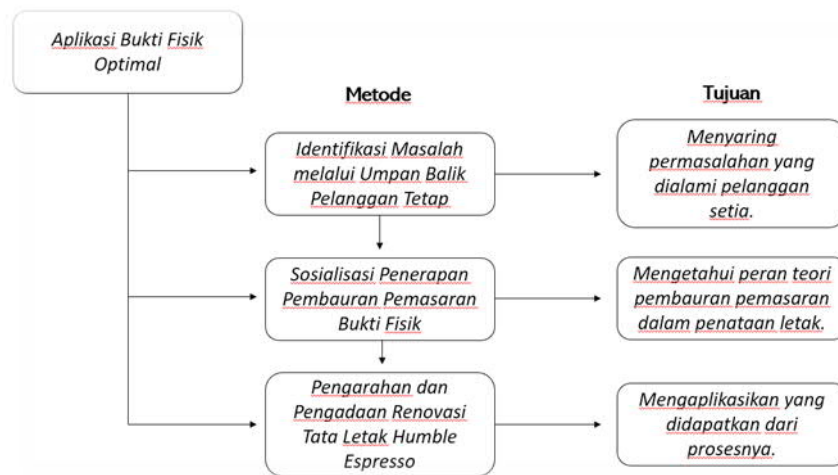 Aplikasi Bukti Fisik
Optimal
Metode
Tujuan
Identifikasi Masalah
melalui Umpan Balik
Pelanggan Tetap
Menyaring
permasalahan yang
dialami pelanggan
setia.
Sosialisasi Penerapan
Pembauran Pemasaran
Bukti Fisik
Mengetahui peran teori
pembauran pemasaran
dalam penataan letak.
Pengarahan dan
Pengadaan Renovasi
Tata Letak Humble
Espresso
Mengaplikasikan yang
didapatkan dari
prosesnya.